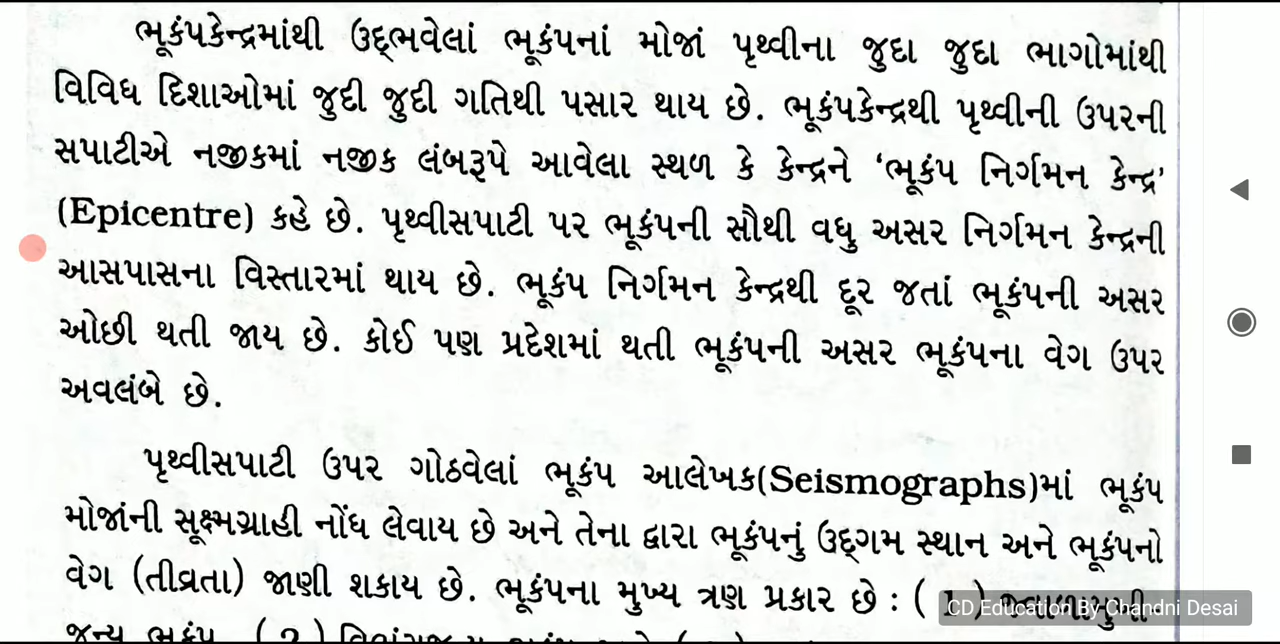 ભૂકંપકેન્દ્રમાંથી ઉદ્ભવેલાં ભૂકંપનાં મોજાં પૃથ્વીના જુદા જુદા ભાગોમાંથી
વિવિધ દિશાઓમાં જુદી જુદી ગતિથી પસાર થાય છે. ભૂકંપકેન્દ્રથી પૃથ્વીની ઉપરની
સપાટીએ નજીકમાં નજીક લંબરૂપે આવેલા સ્થળ કે કેન્દ્રને ‘ભૂકંપ નિર્ગમન કેન્દ્ર’
(Epicentre) કહે છે. પૃથ્વીસપાટી પર ભૂકંપની સૌથી વધુ અસર નિર્ગમન કેન્દ્રની
આસપાસના વિસ્તારમાં થાય છે. ભૂકંપ નિર્ગમન કેન્દ્રથી દૂર જતાં ભૂકંપની અસર
ઓછી થતી જાય છે. કોઈ પણ પ્રદેશમાં થતી ભૂકંપની અસર ભૂકંપના વેગ ઉપર
અવલંબે છે.
પૃથ્વીસપાટી ઉપર ગોઠવેલાં ભૂકંપ આલેખક(Seismographs)માં ભૂકંપ
મોજાંની સૂક્ષ્મગ્રાહી નોંધ લેવાય છે અને તેના દ્વારા ભૂકંપનું ઉદ્ગમ સ્થાન અને ભૂકંપનો
વેગ (તીવ્રતા) જાણી શકાય છે. ભૂકંપના મુખ્ય ત્રણ પ્રકાર છે : ( 1 ) જ્વાળામુખી-
CD Education By Chandni Desai
જન્ય ભૂકંપ ( 2 )